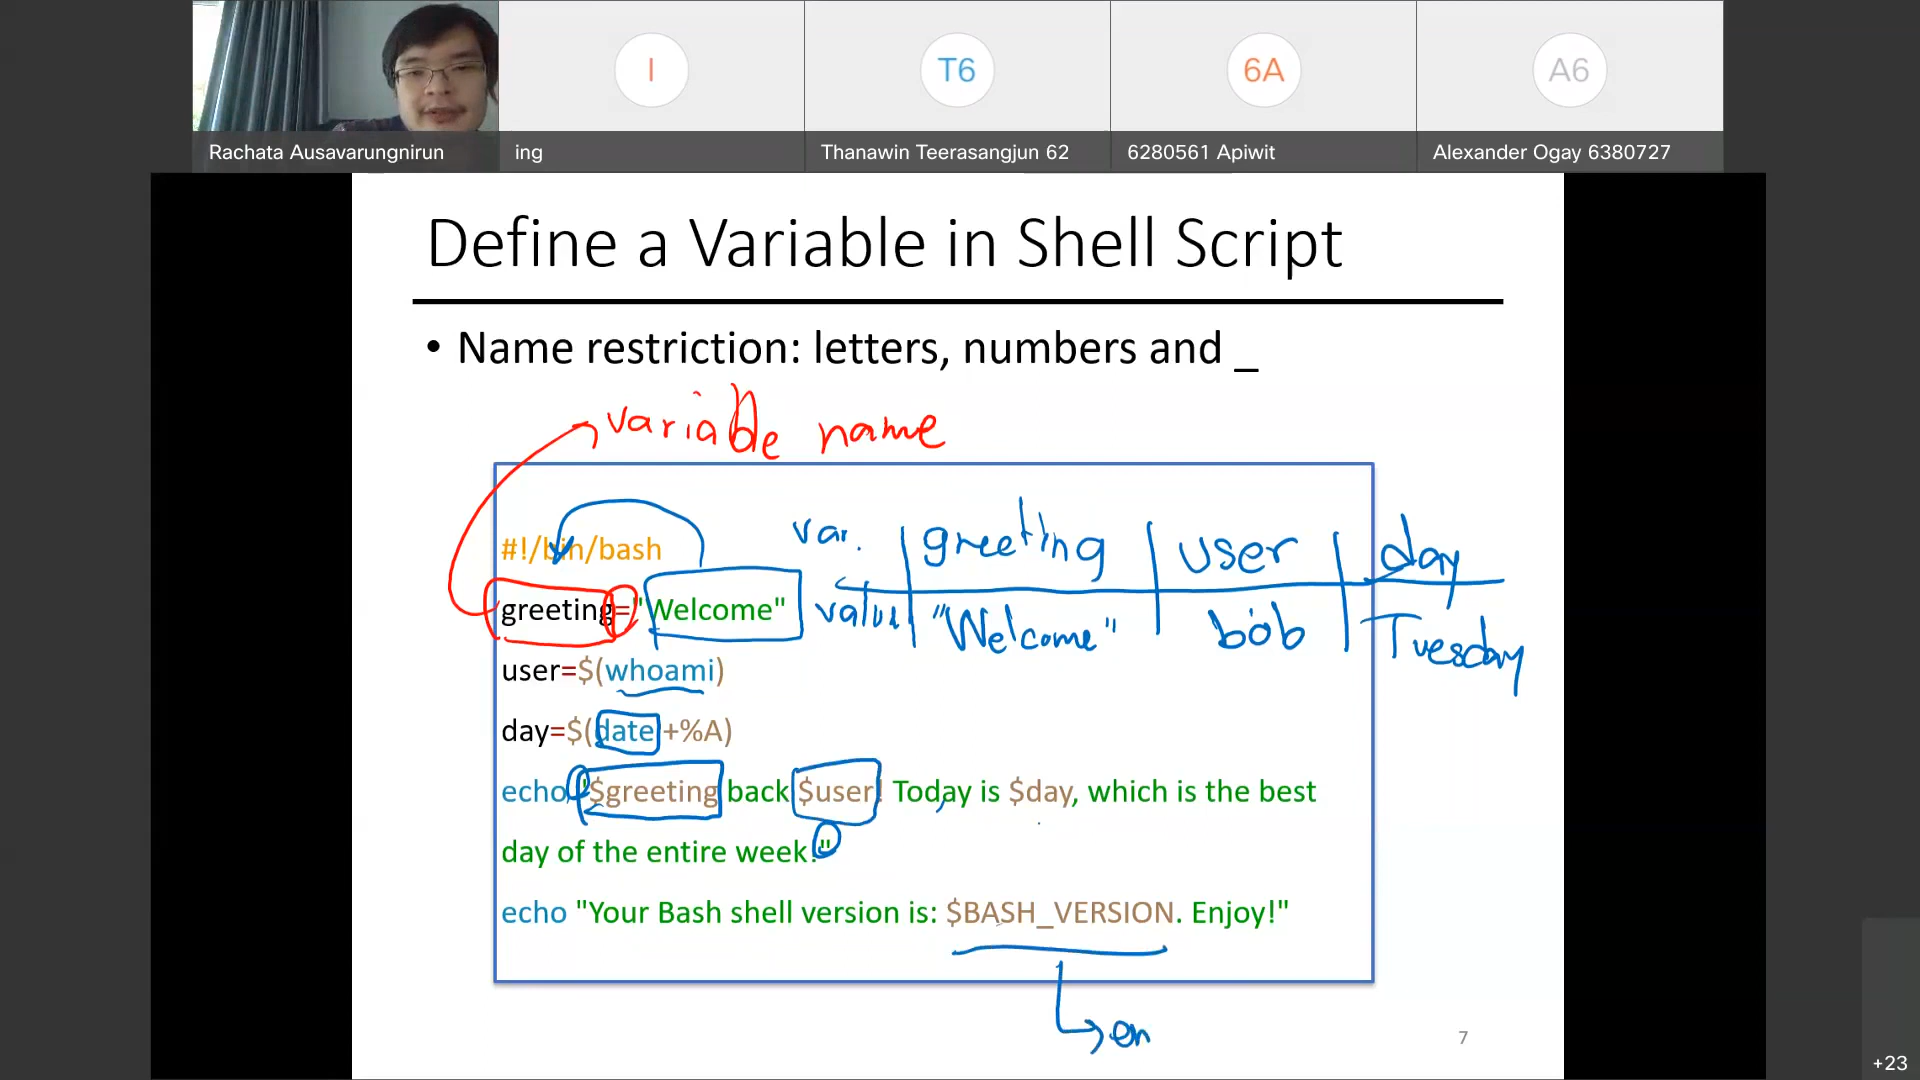 I
T6
6A
A6
Rachata Ausavarungnirun
ing
Thanawin Teerasangjun 62
6280561 Apiwit
Alexander Ogay 6380727
Define a Variable in Shell Script
• Name restriction: letters, numbers and _
variable name
#!/bin/bash
var. greeting user day
greeting="Welcome"
value "Welcome" bob Tuesday
user=$(whoami)
day=$(date +%A)
echo "$greeting back $user! Today is $day, which is the best
day of the entire week!"
echo "Your Bash shell version is: $BASH_VERSION. Enjoy!"
en
7
+23